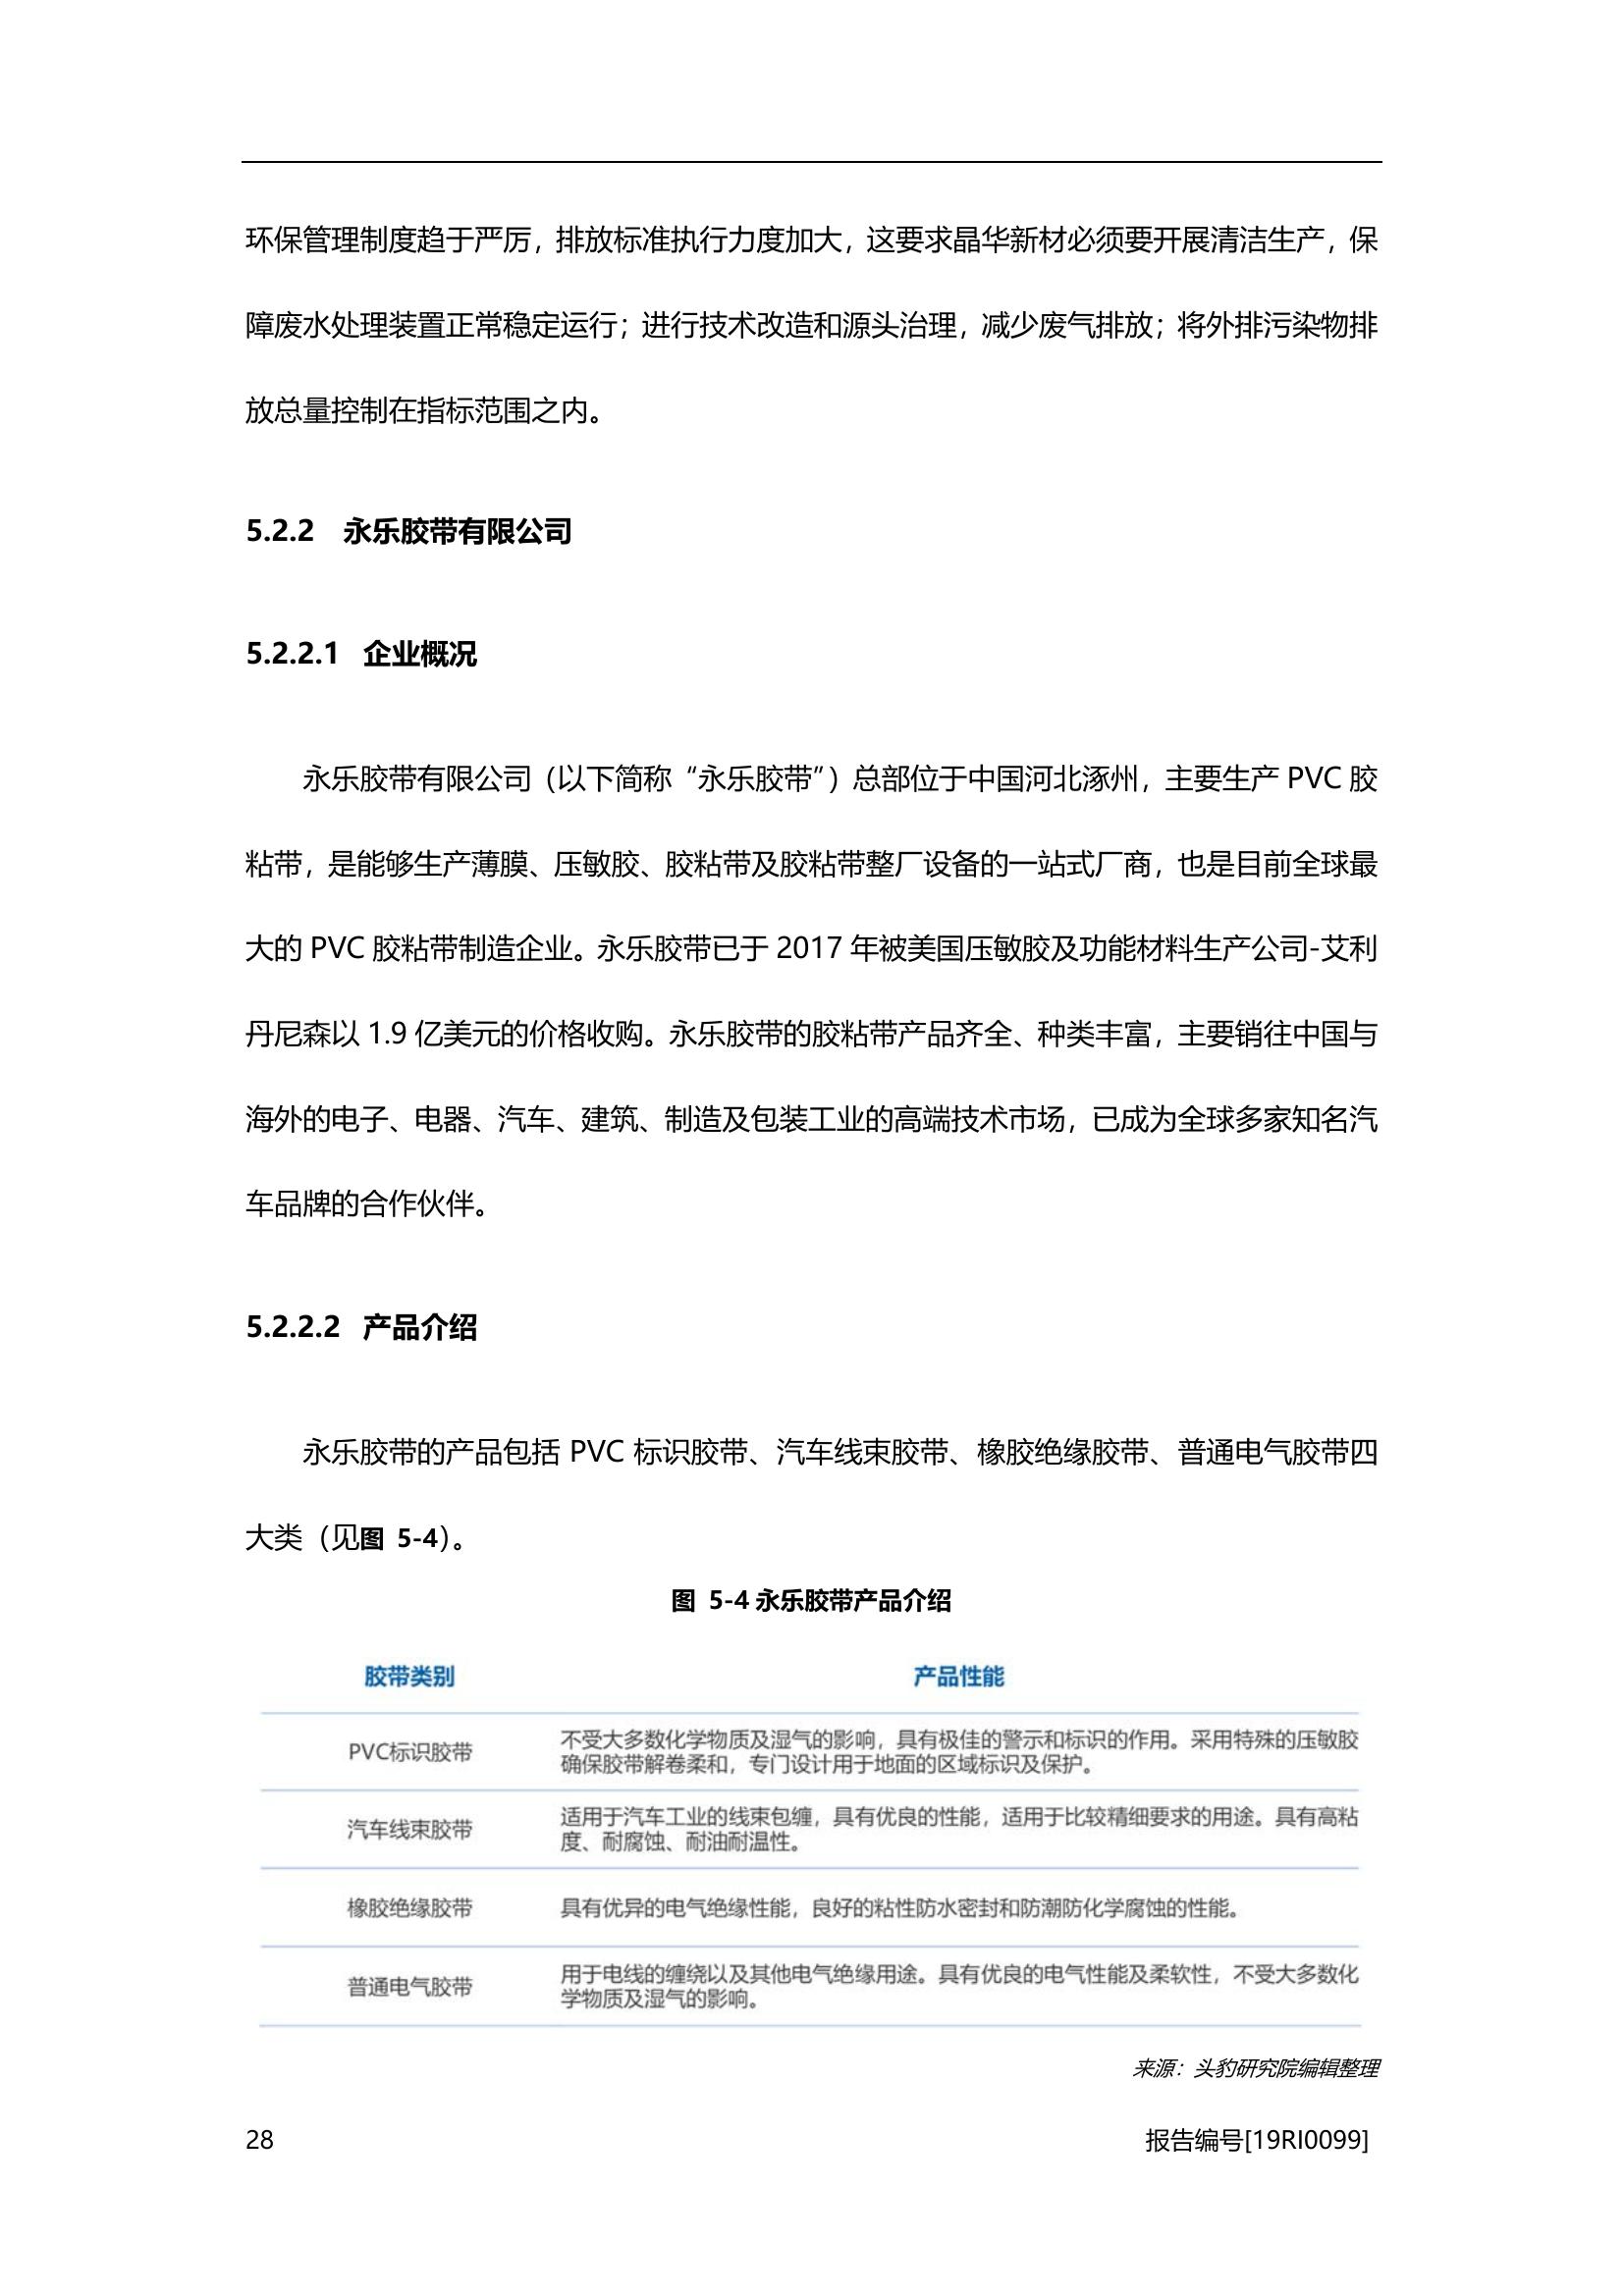 环保管理制度趋于严厉，排放标准执行力度加大，这要求晶华新材必须要开展清洁生产，保
障废水处理装置正常稳定运行；进行技术改造和源头治理，减少废气排放；将外排污染物排
放总量控制在指标范围之内。
5.2.2 永乐胶带有限公司
5.2.2.1 企业概况
永乐胶带有限公司（以下简称“永乐胶带”）总部位于中国河北涿州，主要生产 PVC 胶
粘带，是能够生产薄膜、压敏胶、胶粘带及胶粘带整厂设备的一站式厂商，也是目前全球最
大的 PVC 胶粘带制造企业。永乐胶带已于 2017 年被美国压敏胶及功能材料生产公司-艾利
丹尼森以 1.9 亿美元的价格收购。永乐胶带的胶粘带产品齐全、种类丰富，主要销往中国与
海外的电子、电器、汽车、建筑、制造及包装工业的高端技术市场，已成为全球多家知名汽
车品牌的合作伙伴。
5.2.2.2 产品介绍
永乐胶带的产品包括 PVC 标识胶带、汽车线束胶带、橡胶绝缘胶带、普通电气胶带四
大类（见图 5-4）。
图 5-4 永乐胶带产品介绍
胶带类别 产品性能
PVC标识胶带 不受大多数化学物质及湿气的影响，具有极佳的警示和标识的作用。采用特殊的压敏胶
确保胶带解卷柔和，专门设计用于地面的区域标识及保护。
汽车线束胶带 适用于汽车工业的线束包缠，具有优良的性能，适用于比较精细要求的用途。具有高粘
度、耐腐蚀、耐油耐温性。
橡胶绝缘胶带 具有优异的电气绝缘性能，良好的粘性防水密封和防潮防化学腐蚀的性能。
普通电气胶带 用于电线的缠绕以及其他电气绝缘用途。具有优良的电气性能及柔软性，不受大多数化
学物质及湿气的影响。
来源：头豹研究院编辑整理
28 报告编号[19RI0099]